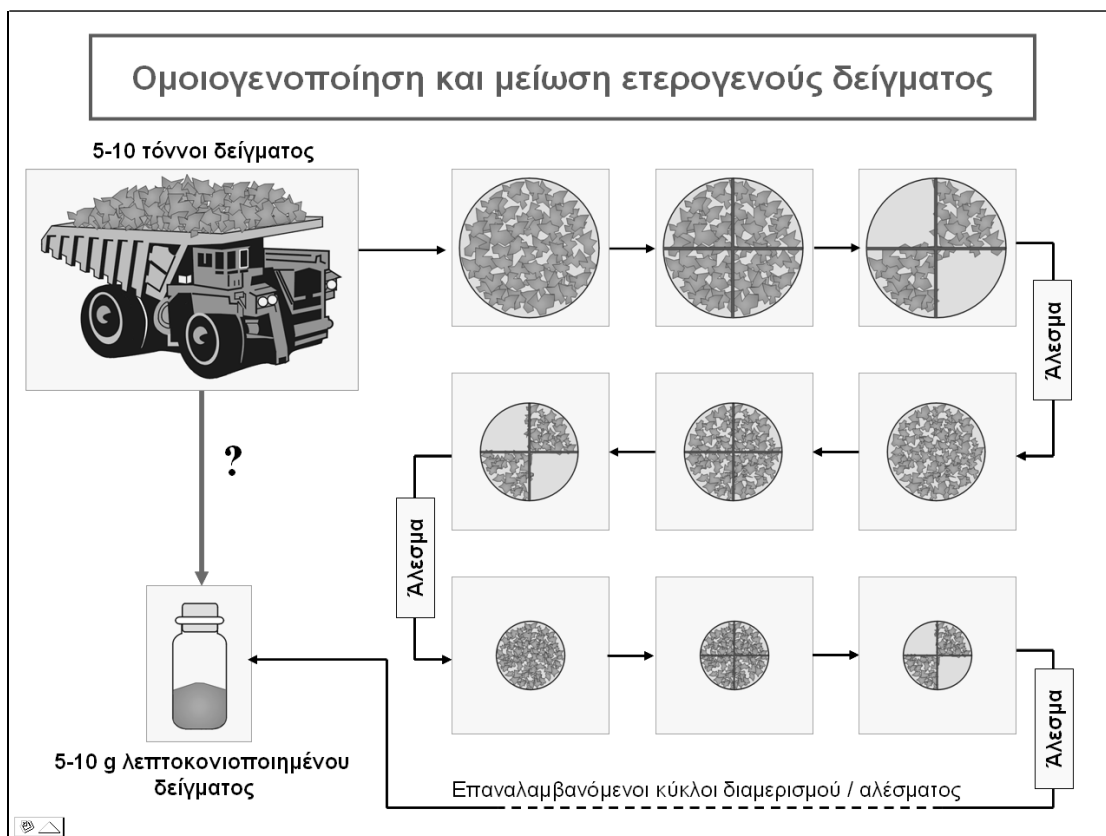 Ομοιογενοποίηση και μείωση ετερογενούς δείγματος
5-10 τόννοι δείγματος
Άλεσμα
?
Άλεσμα
5-10 g λεπτοκονιοποιημένου
δείγματος
Άλεσμα
Επαναλαμβανόμενοι κύκλοι διαμερισμού / αλέσματος